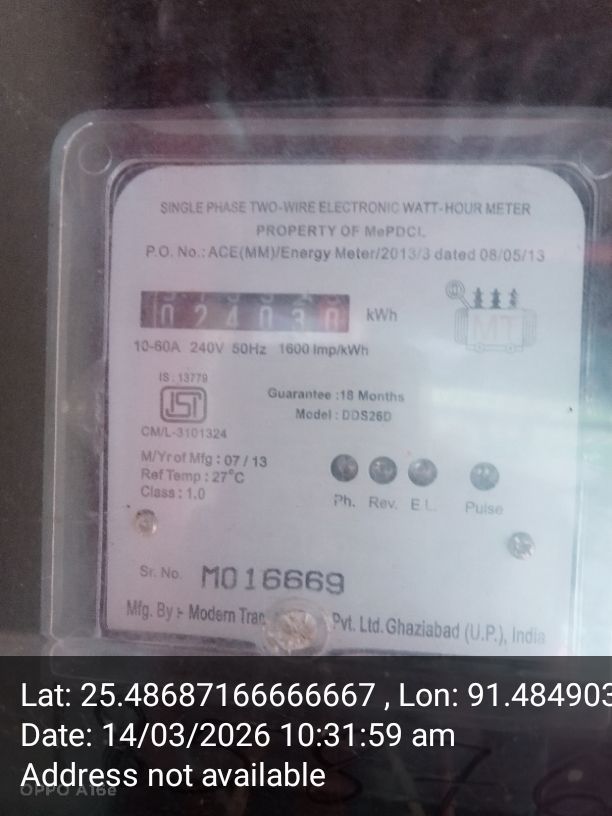 SINGLE PHASE TWO-WIRE ELECTRONIC WATT-HOUR METER
PROPERTY OF MePDCL
P.O. No.: ACE(MM)/Energy Meter/2013/3 dated 08/05/13
024030 kWh
MT
10-60A 240V 50Hz 1600 Imp/kWh
IS : 13779
ISI
CM/L-3101324
Guarantee :18 Months
Model : DDS26D
M/Yr of Mfg : 07 / 13
Ref Temp : 27°C
Class : 1.0
Ph. Rev. E.L. Pulse
Sr. No. M016669
Mfg. By :- Modern Tran Pvt. Ltd. Ghaziabad (U.P.), India
Lat: 25.48687166666667 , Lon: 91.484903
Date: 14/03/2026 10:31:59 am
Address not available
OPPO A16e